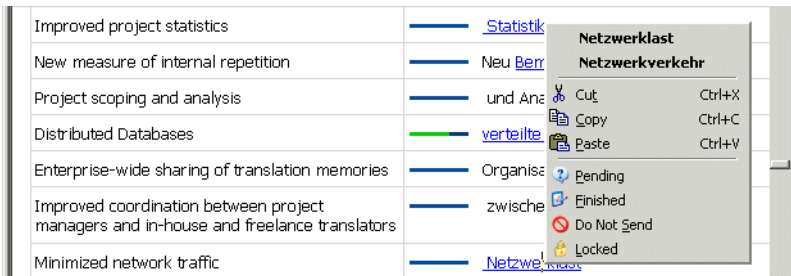 Improved project statistics Statistik
New measure of internal repetition Neu Bem
Project scoping and analysis und Ana
Distributed Databases verteilte
Enterprise-wide sharing of translation memories Organisa
Improved coordination between project
managers and in-house and freelance translators zwische
Minimized network traffic Netzwerklast
Netzwerklast
Netzwerkverkehr
Cut Ctrl+X
Copy Ctrl+C
Paste Ctrl+V
Pending
Finished
Do Not Send
Locked